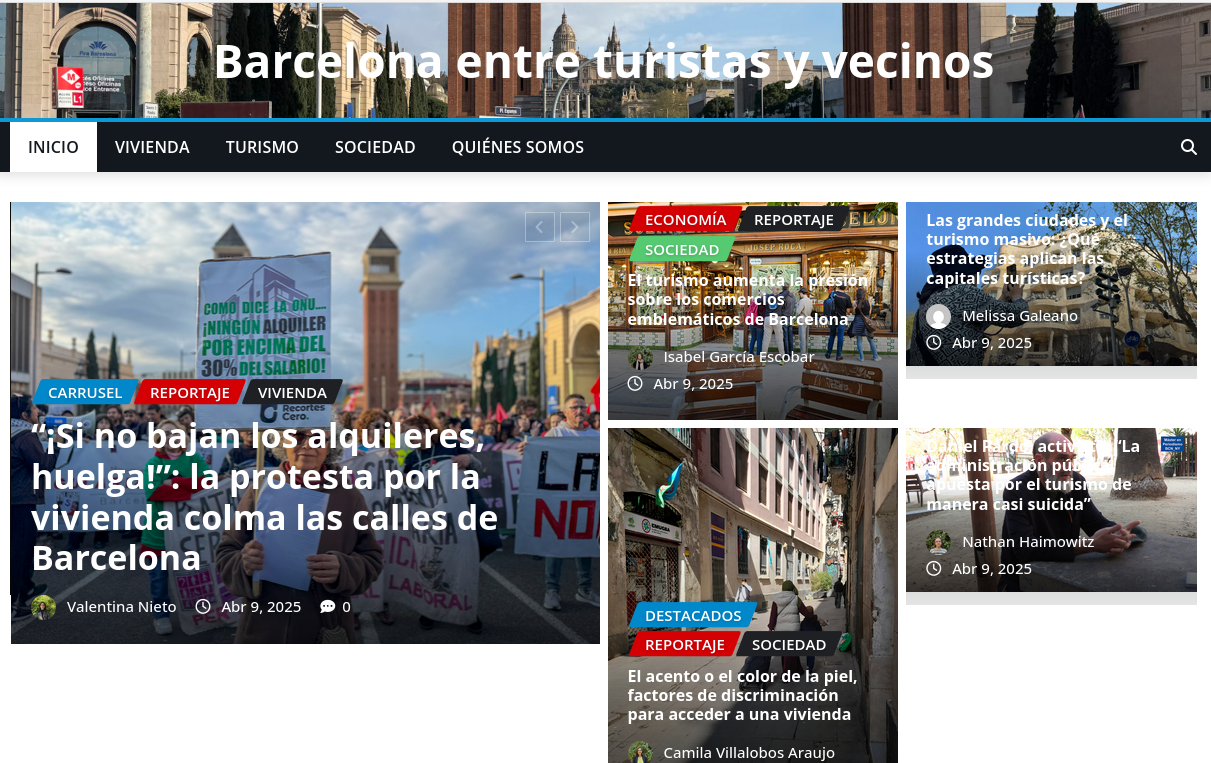 Barcelona entre turistas y vecinos
INICIO
VIVIENDA
TURISMO
SOCIEDAD
QUIÉNES SOMOS
COMO DICE LA ONU...
¡NINGÚN ALQUILER
POR ENCIMA DEL
30% DEL SALARIO!
Recortes
Cero.
CARRUSEL
REPORTAJE
VIVIENDA
“¡Si no bajan los alquileres,
huelga!”: la protesta por la
vivienda colma las calles de
Barcelona
Valentina Nieto
Abr 9, 2025
0
ECONOMÍA
REPORTAJE
SOCIEDAD
JOSEP ROCA
El turismo aumenta la presión
sobre los comercios
emblemáticos de Barcelona
Isabel García Escobar
Abr 9, 2025
DESTACADOS
REPORTAJE
SOCIEDAD
El acento o el color de la piel,
factores de discriminación
para acceder a una vivienda
Camila Villalobos Araujo
Las grandes ciudades y el
turismo masivo: ¿Qué
estrategias aplican las
capitales turísticas?
Melissa Galeano
Abr 9, 2025
activista: “La
administración
apuesta por el turismo de
manera casi suicida”
Nathan Haimowitz
Abr 9, 2025